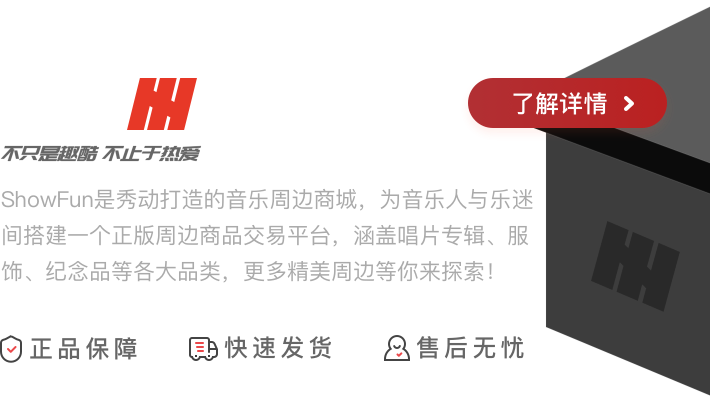 了解详情
不只是趣酷 不止于热爱
ShowFun是秀动打造的音乐周边商城，为音乐人与乐迷
间搭建一个正版周边商品交易平台，涵盖唱片专辑、服
饰、纪念品等各大品类，更多精美周边等你来探索！
正品保障 快速发货 售后无忧